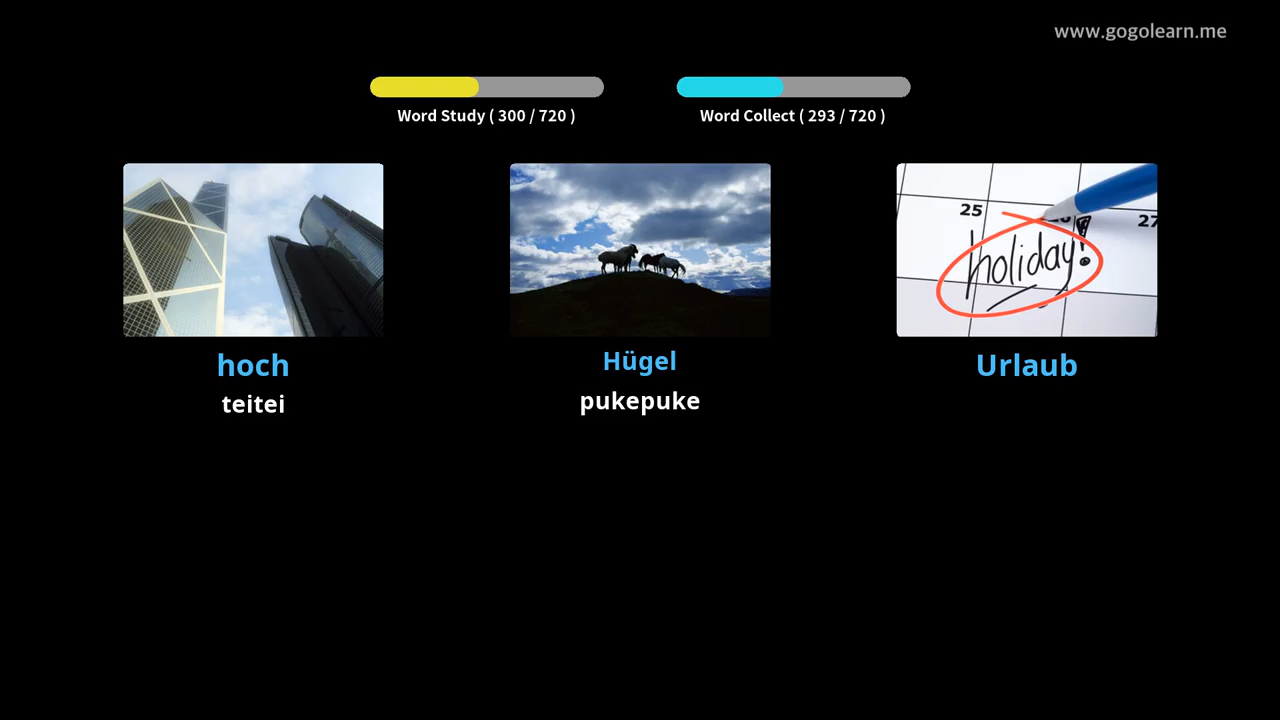 www.gogolearn.me
Word Study ( 300 / 720 )
Word Collect ( 293 / 720 )
25
27
holiday!
hoch
teitei
Hügel
pukepuke
Urlaub